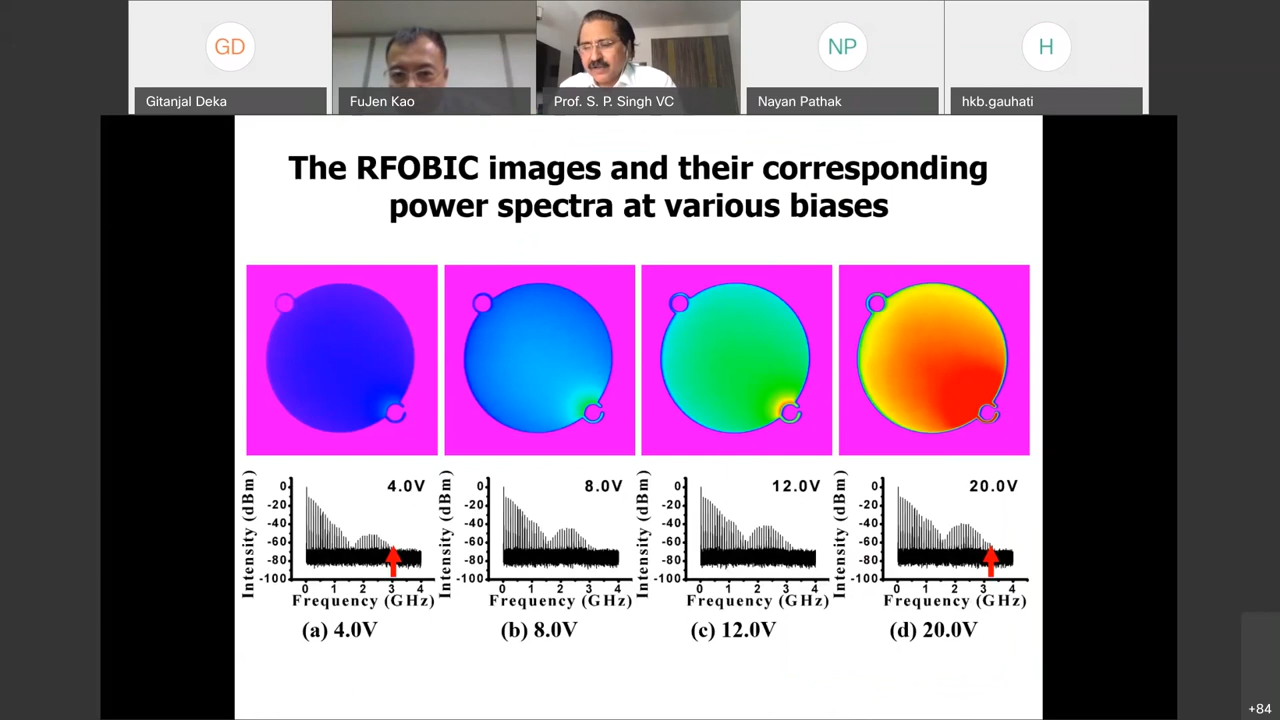 GD
NP
H
Gitanjal Deka
FuJen Kao
Prof. S. P. Singh VC
Nayan Pathak
hkb.gauhati
The RFOBIC images and their corresponding
power spectra at various biases
Intensity (dBm)
0
-20
-40
-60
-80
-100
4.0V
0 1 2 3 4
Frequency (GHz)
Intensity (dBm)
0
-20
-40
-60
-80
-100
8.0V
0 1 2 3 4
Frequency (GHz)
Intensity (dBm)
0
-20
-40
-60
-80
-100
12.0V
0 1 2 3 4
Frequency (GHz)
Intensity (dBm)
0
-20
-40
-60
-80
-100
20.0V
0 1 2 3 4
Frequency (GHz)
(a) 4.0V
(b) 8.0V
(c) 12.0V
(d) 20.0V
+84